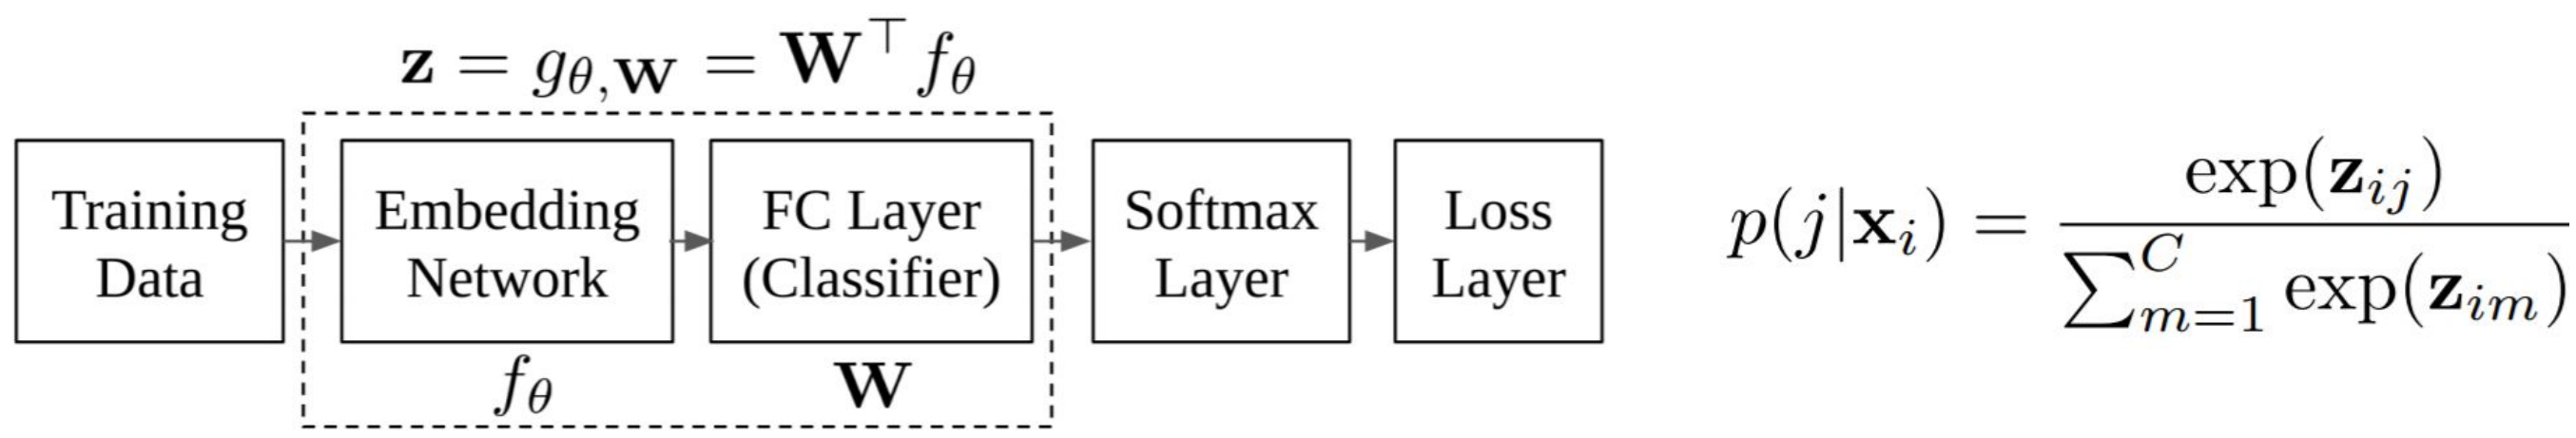 𝐳 = g_{θ,𝐖} = 𝐖^⊤ f_θ
Training
Data
Embedding
Network
FC Layer
(Classifier)
Softmax
Layer
Loss
Layer
f_θ
𝐖
p(j|𝐱_i) = exp(𝐳_{ij}) / ∑_{m=1}^{C} exp(𝐳_{im})